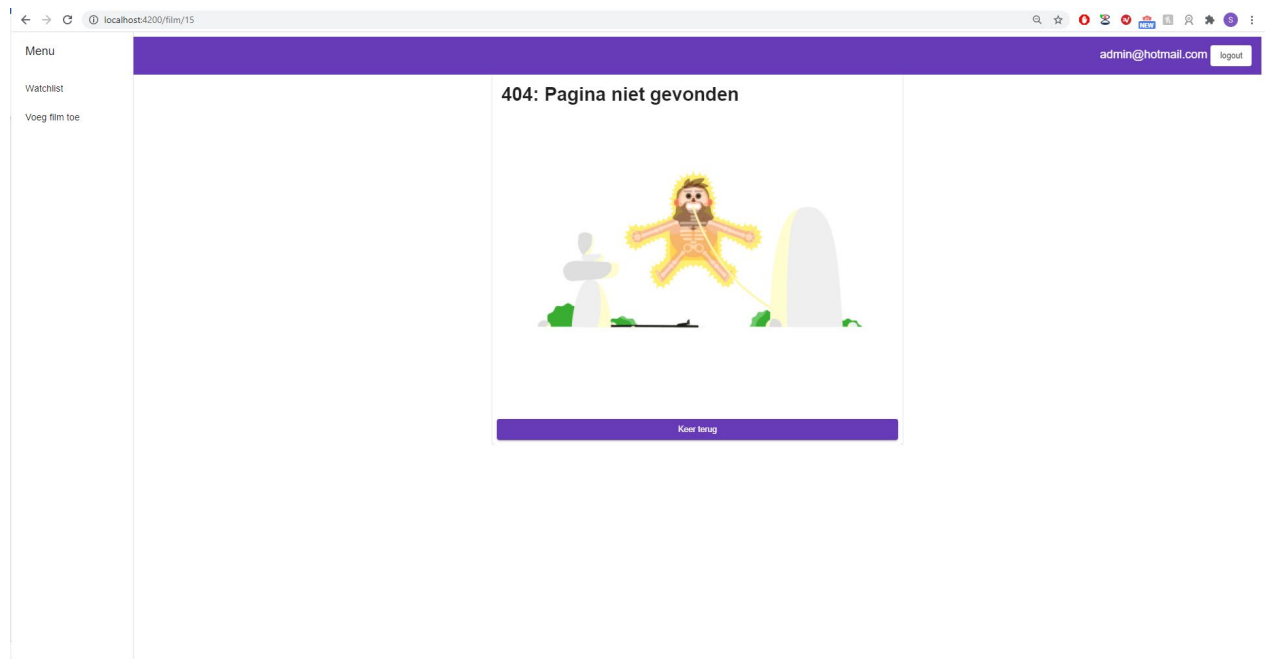 localhost:4200/film/15
NEW
S
Menu
admin@hotmail.com logout
Watchlist
Voeg film toe
404: Pagina niet gevonden
Keer terug